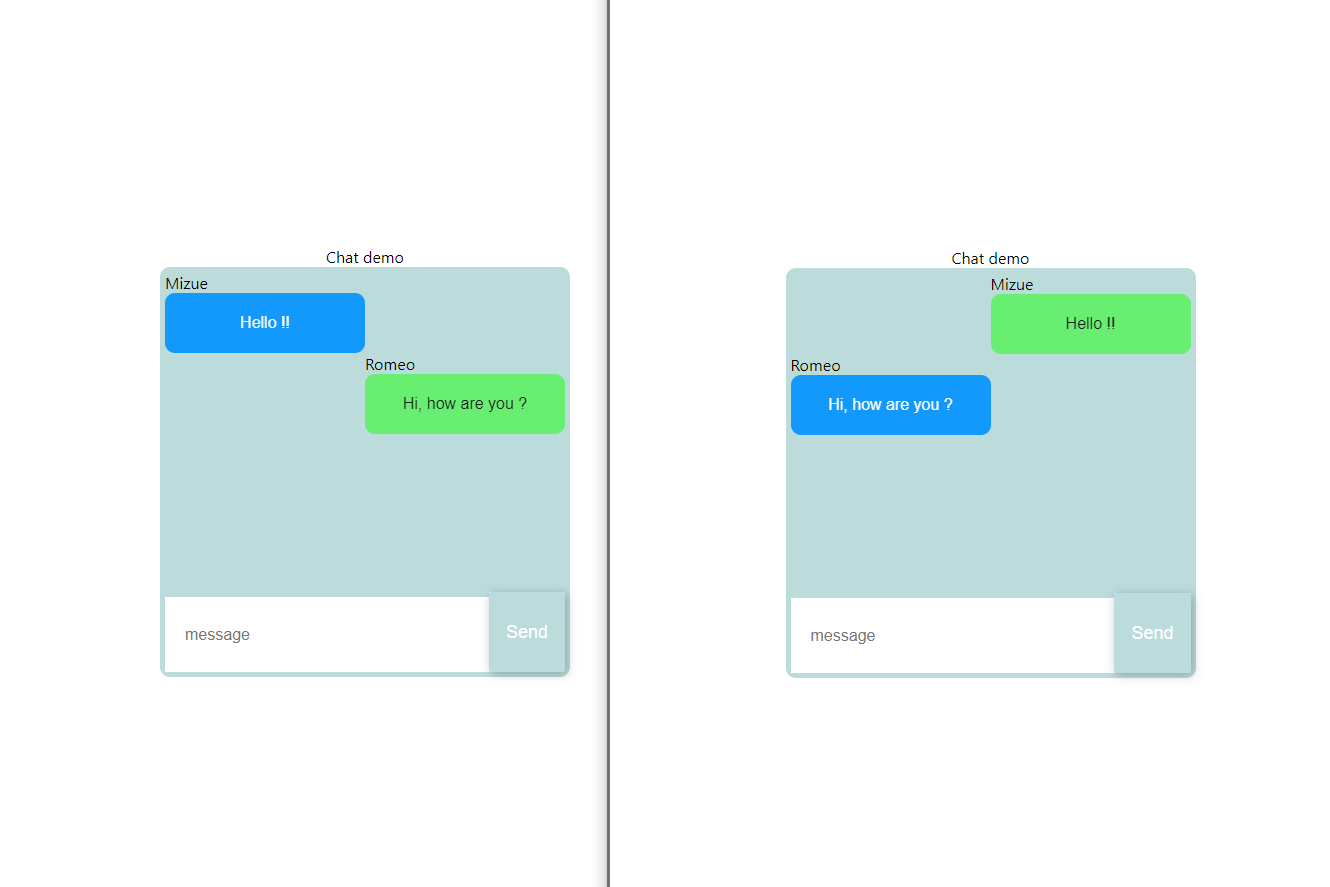 Chat demo
Mizue
Hello !!
Romeo
Hi, how are you ?
message
Send
Chat demo
Mizue
Hello !!
Romeo
Hi, how are you ?
message
Send